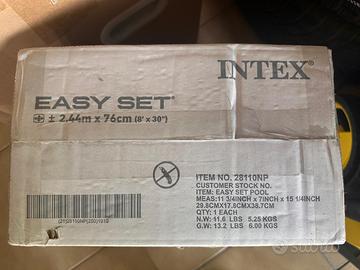 INTEX
EASY SET®
± 2.44m x 76cm (8' x 30")
ITEM NO. 28110NP
CUSTOMER STOCK NO.
ITEM: EASY SET POOL
MEAS:11 3/4INCH x 7INCH x 15 1/4INCH
29.8CMX17.8CMX38.7CM
QTY: 1 EACH
N.W: 11.6 LBS 5.25 KGS
G.W: 13.2 LBS 6.00 KGS
Subito